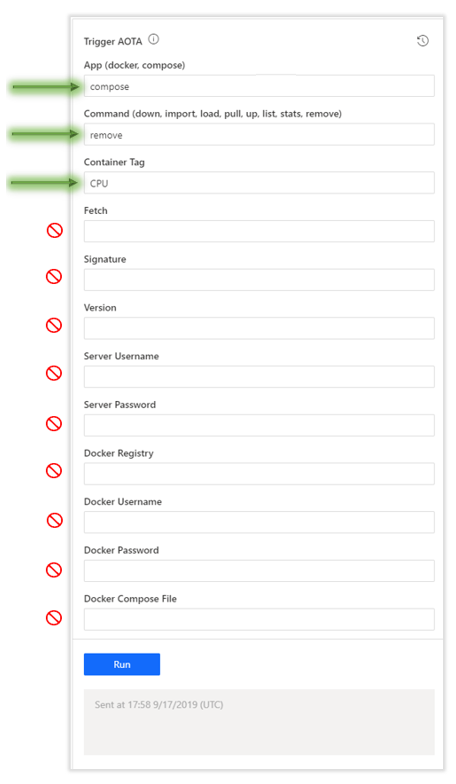 Trigger AOTA
App (docker, compose)
compose
Command (down, import, load, pull, up, list, stats, remove)
remove
Container Tag
CPU
Fetch
Signature
Version
Server Username
Server Password
Docker Registry
Docker Username
Docker Password
Docker Compose File
Run
Sent at 17:58 9/17/2019 (UTC)